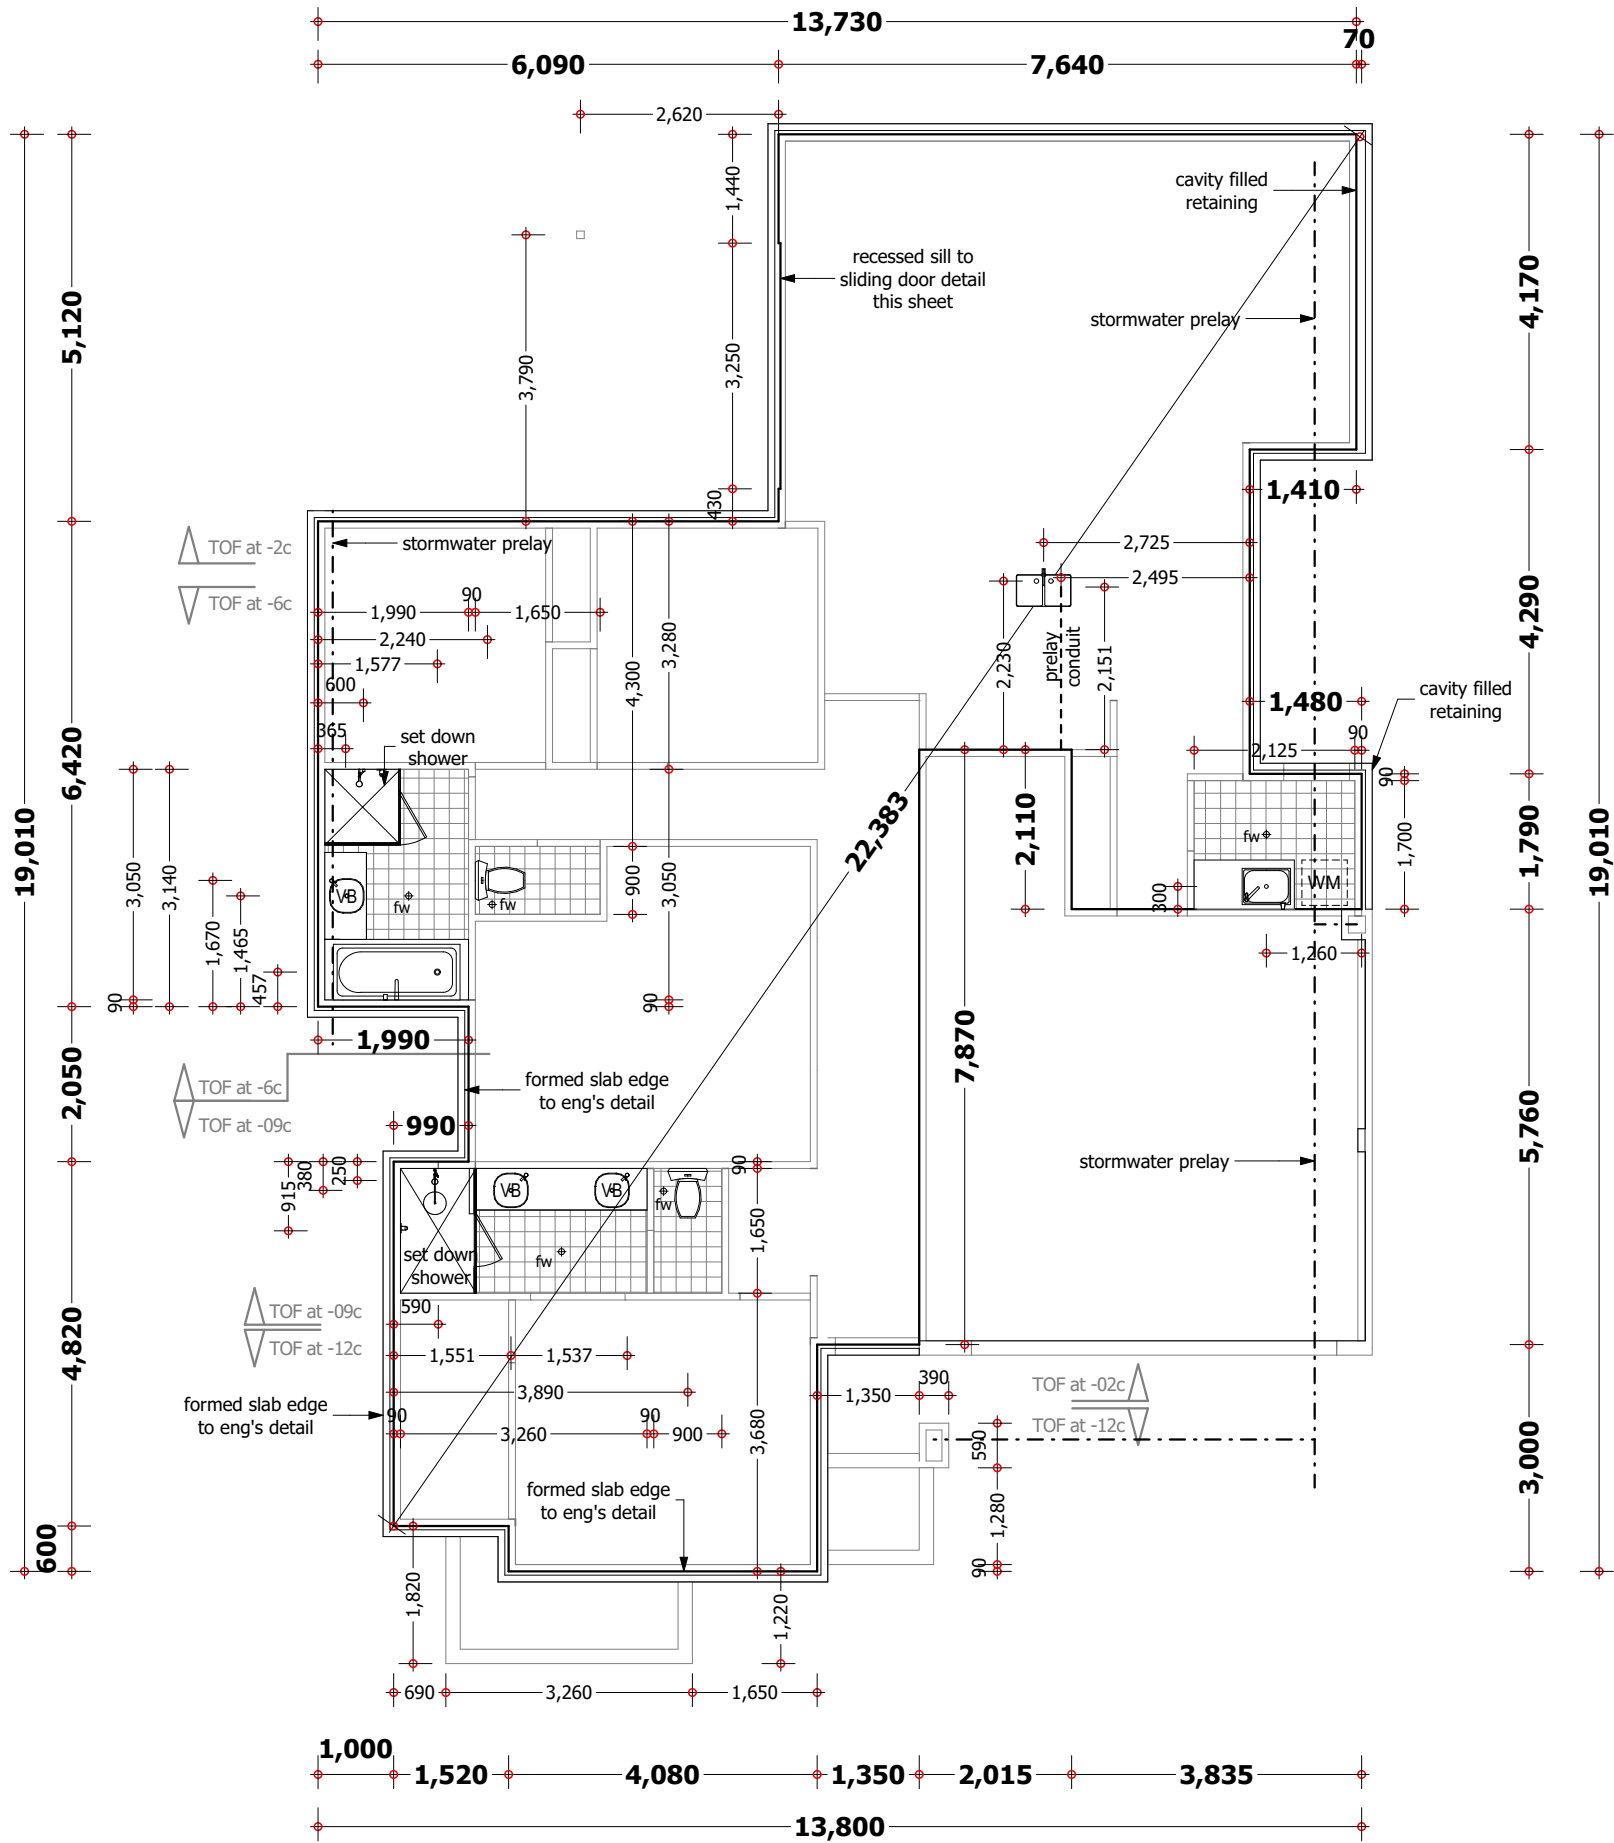 13,730
70
6,090
7,640
2,620
1,440
cavity filled
retaining
recessed sill to
sliding door detail
this sheet
4,170
5,120
3,790
3,250
stormwater prelay
430
1,410
TOF at -2c
stormwater prelay
2,725
2,495
TOF at -6c
90
1,990
1,650
2,240
3,280
4,290
1,577
4,300
2,230
prelay
conduit
2,151
600
1,480
cavity filled
retaining
365
set down
shower
6,420
90
2,125
90
22,383
2,110
19,010
3,050
3,140
fw
1,700
1,790
19,010
VB
fw
fw
900
3,050
WM
300
1,670
1,465
457
1,260
90
90
1,990
7,870
2,050
TOF at -6c
formed slab edge
to eng's detail
TOF at -09c
990
5,760
915
380
250
90
stormwater prelay
VB
VB
fw
1,650
set down
shower
fw
TOF at -09c
590
TOF at -12c
4,820
1,551
1,537
390
TOF at -02c
3,890
1,350
formed slab edge
to eng's detail
90
90
TOF at -12c
3,260
900
3,680
590
3,000
formed slab edge
to eng's detail
1,280
600
90
1,820
1,220
690
3,260
1,650
1,000
1,520
4,080
1,350
2,015
3,835
13,800